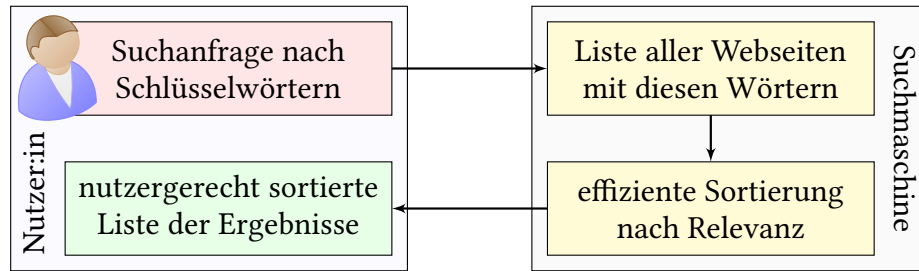 Suchanfrage nach
Schlüsselwörtern
Liste aller Webseiten
mit diesen Wörtern
effiziente Sortierung
nach Relevanz
nutzergerecht sortierte
Liste der Ergebnisse
Nutzer:in
Suchmaschine